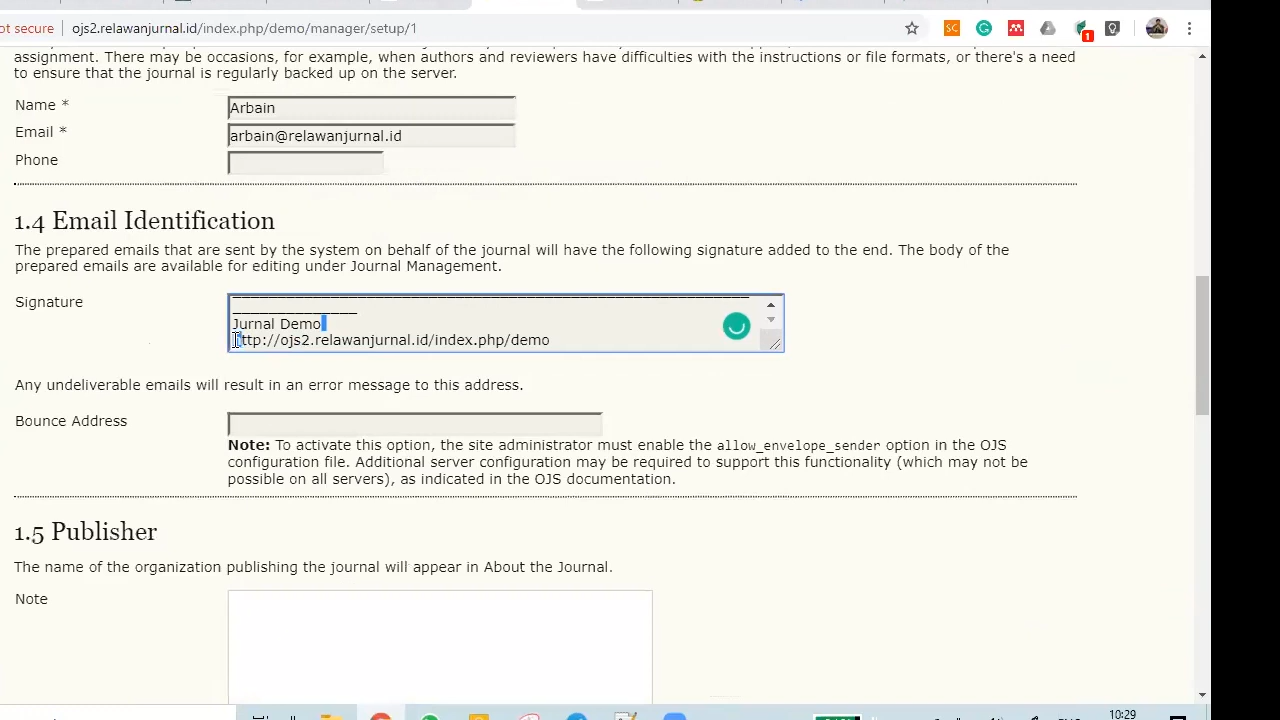 ot secure
ojs2.relawanjurnal.id/index.php/demo/manager/setup/1
SC
1
assignment. There may be occasions, for example, when authors and reviewers have difficulties with the instructions or file formats, or there's a need
to ensure that the journal is regularly backed up on the server.
Name *
Arbain
Email *
arbain@relawanjurnal.id
Phone
1.4 Email Identification
The prepared emails that are sent by the system on behalf of the journal will have the following signature added to the end. The body of the
prepared emails are available for editing under Journal Management.
Signature
Jurnal Demo
http://ojs2.relawanjurnal.id/index.php/demo
Any undeliverable emails will result in an error message to this address.
Bounce Address
Note: To activate this option, the site administrator must enable the allow_envelope_sender option in the OJS
configuration file. Additional server configuration may be required to support this functionality (which may not be
possible on all servers), as indicated in the OJS documentation.
1.5 Publisher
The name of the organization publishing the journal will appear in About the Journal.
Note
10:29